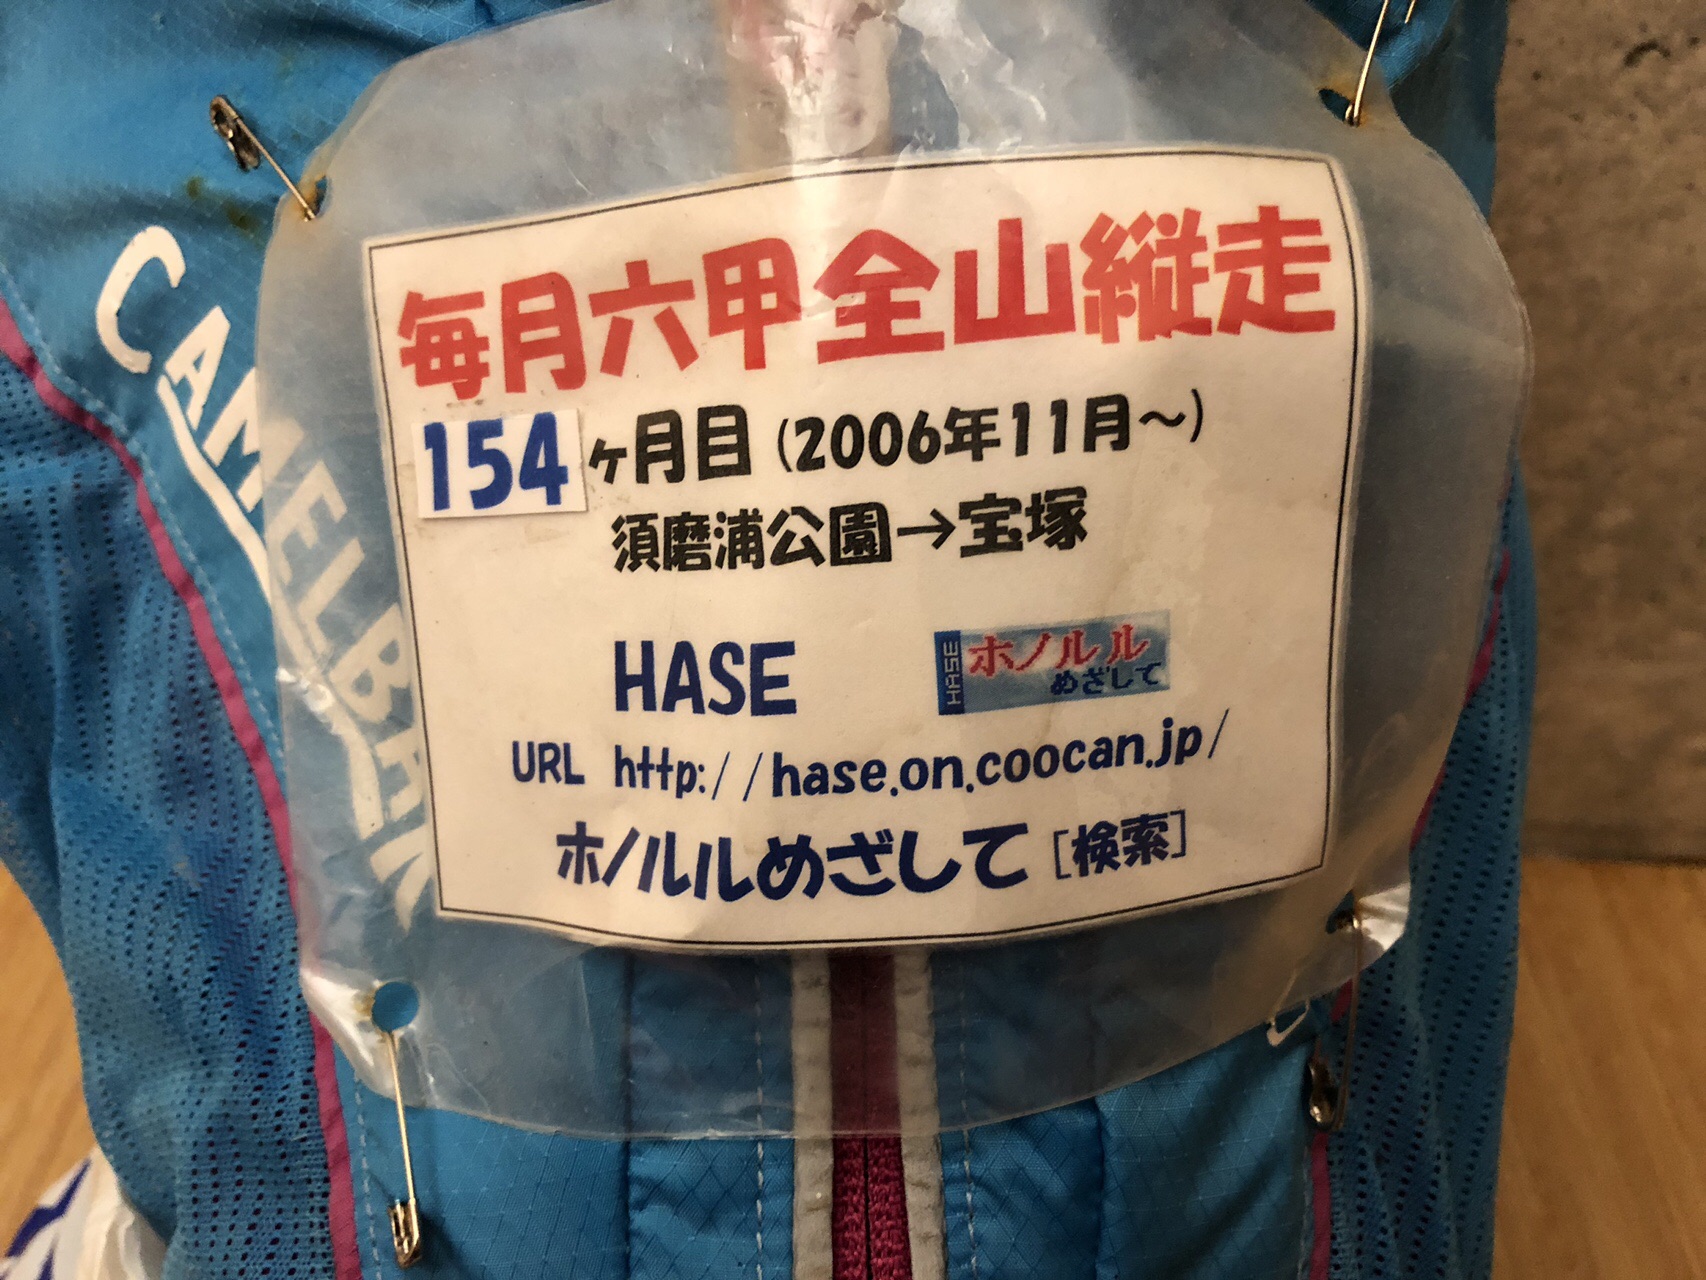 CAMELBAK
毎月六甲全山縦走
154ヶ月目 (2006年11月～)
須磨浦公園→宝塚
HASE
HASE ホノルル
めざして
URL http://hase.on.coocan.jp/
ホノルルめざして [検索]